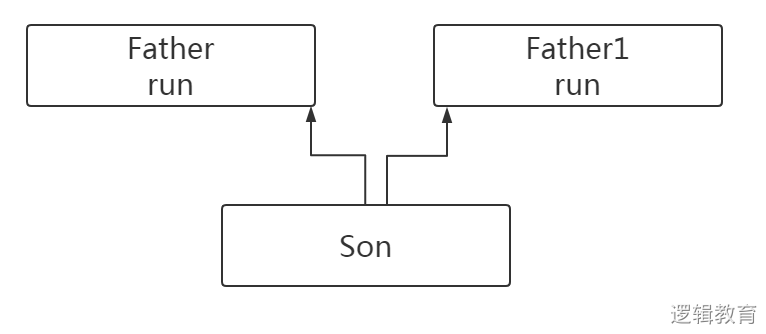 Father
run
Father1
run
Son
逻辑教育